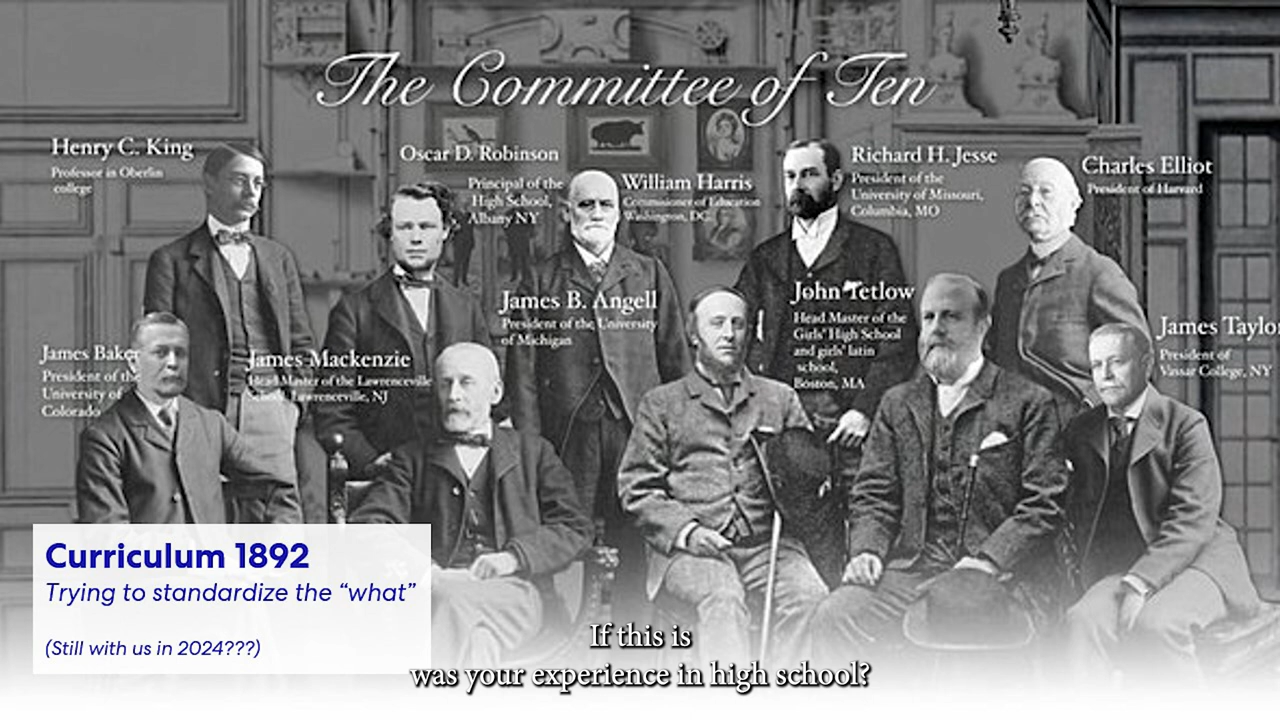 The Committee of Ten
Henry C. King
Professor in Oberlin
college
Oscar D. Robinson
Principal of the
High School,
Albany NY
William Harris
Commissioner of Education
Washington, DC
Richard H. Jesse
President of the
University of Missouri,
Columbia, MO
Charles Elliot
President of Harvard
James Baker
President of the
University of
Colorado
James Mackenzie
Head Master of the Lawrenceville
School, Lawrenceville, NJ
James B. Angell
President of the University
of Michigan
John Tetlow
Head Master of the
Girls' High School
and girls' latin
school,
Boston, MA
James Taylo
President of
Vassar College, NY
Curriculum 1892
Trying to standardize the “what”
(Still with us in 2024???)
If this is
was your experience in high school?